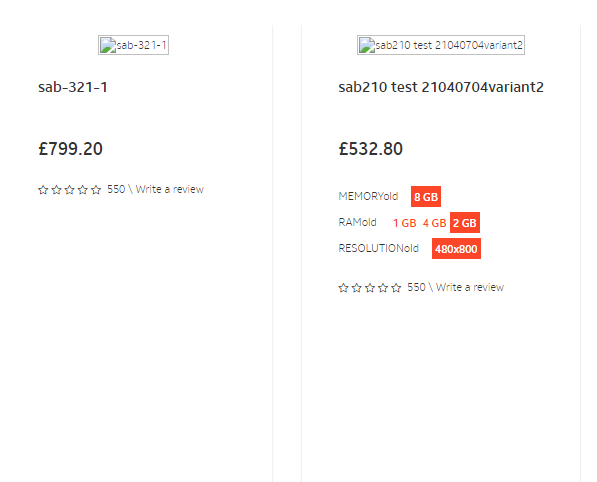 sab-321-1
sab-321-1
£799.20
550 \ Write a review
sab210 test 21040704variant2
sab210 test 21040704variant2
£532.80
MEMORYold 8 GB
RAMold 1 GB 4 GB 2 GB
RESOLUTIONold 480x800
550 \ Write a review